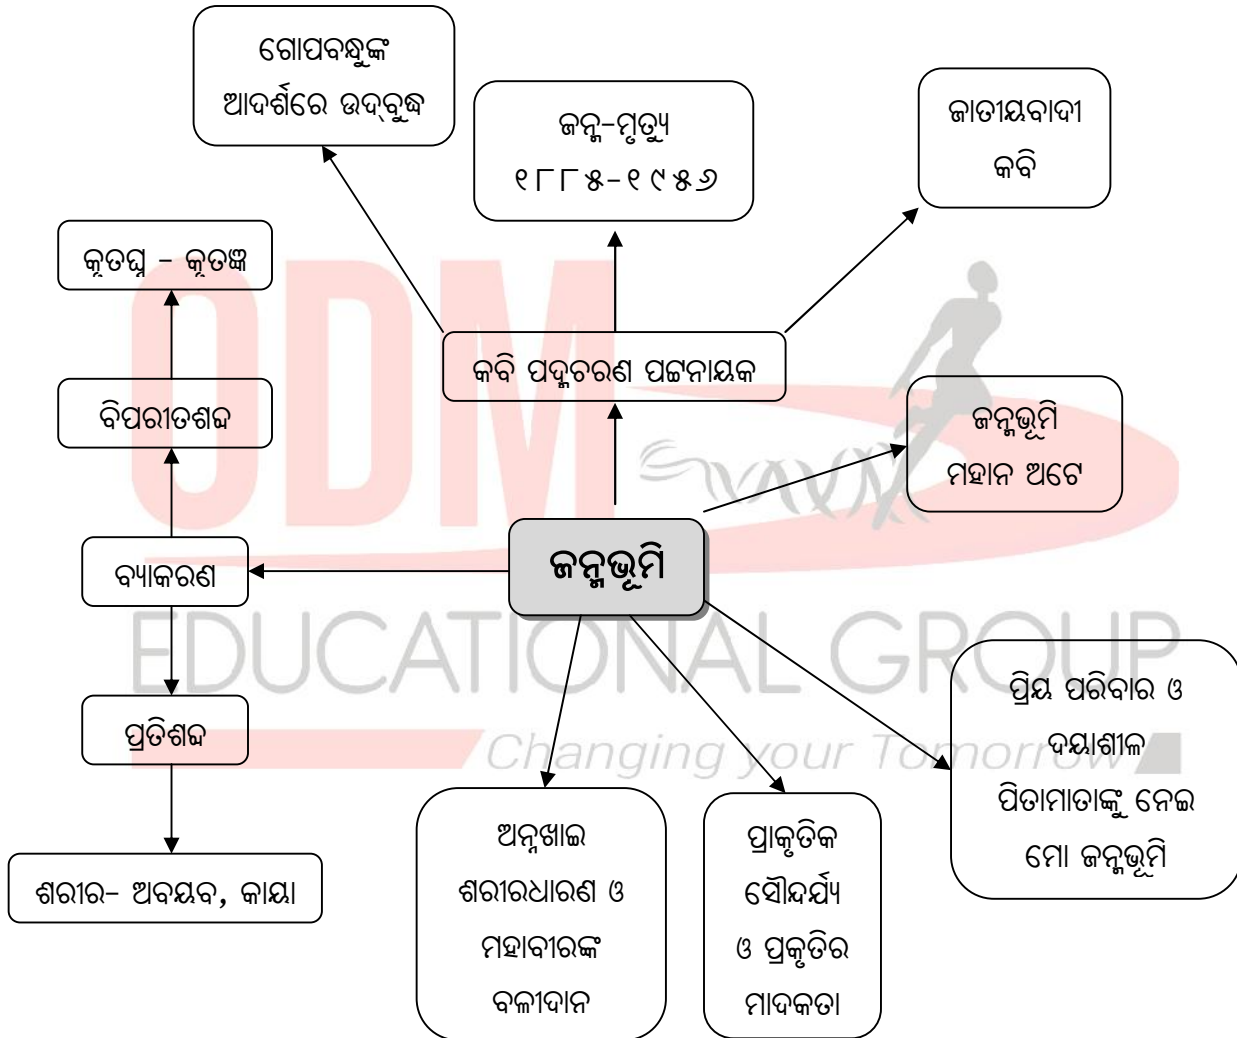 ଗୋପବନ୍ଧୁଙ୍କ
ଆଦର୍ଶରେ ଉଦ୍‌ବୁଦ୍ଧ
ଜନ୍ମ-ମୃତ୍ୟୁ
୧୮୮୫-୧୯୫୬
ଜାତୀୟବାଦୀ
କବି
କୃତଘ୍ନ - କୃତଜ୍ଞ
କବି ପଦ୍ମଚରଣ ପଟ୍ଟନାୟକ
ବିପରୀତଶବ୍ଦ
ଜନ୍ମଭୂମି
ମହାନ ଅଟେ
ODM
ଜନ୍ମଭୂମି
ବ୍ୟାକରଣ
EDUCATIONAL GROUP
Changing your Tomorrow
ପ୍ରତିଶବ୍ଦ
ଶରୀର- ଅବୟବ, କାୟା
ଅନ୍ନଖାଇ
ଶରୀରଧାରଣ ଓ
ମହାବୀରଙ୍କ
ବଳୀଦାନ
ପ୍ରାକୃତିକ
ସୌନ୍ଦର୍ଯ୍ୟ
ଓ ପ୍ରକୃତିର
ମାଦକତା
ପ୍ରିୟ ପରିବାର ଓ
ଦୟାଶୀଳ
ପିତାମାତାଙ୍କୁ ନେଇ
ମୋ ଜନ୍ମଭୂମି